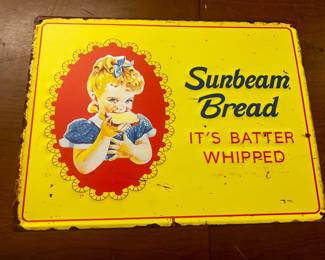 Sunbeam
Bread
IT'S BATTER
WHIPPED